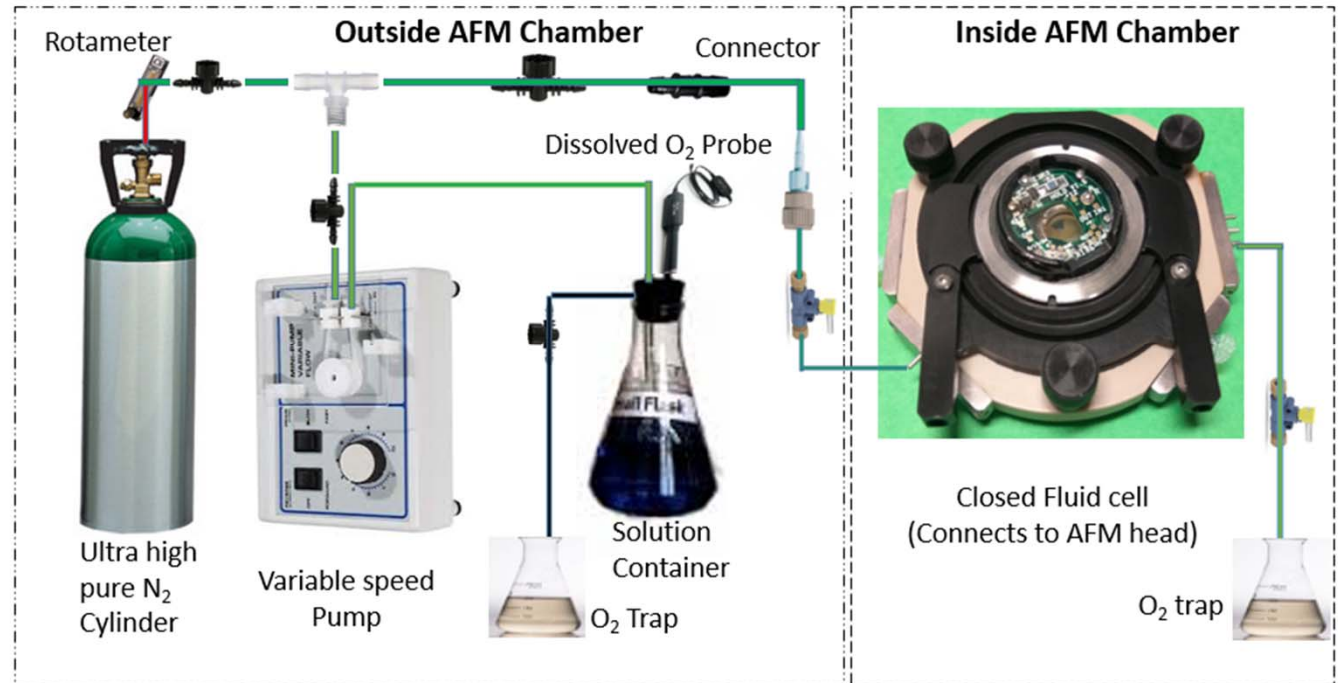 Outside AFM Chamber
Inside AFM Chamber
Rotameter
Connector
Dissolved O₂ Probe
MINI-PUMP
VARIABLE
FLOW
Flask
Ultra high
pure N₂
Cylinder
Variable speed
Pump
Solution
Container
O₂ Trap
Closed Fluid cell
(Connects to AFM head)
O₂ trap